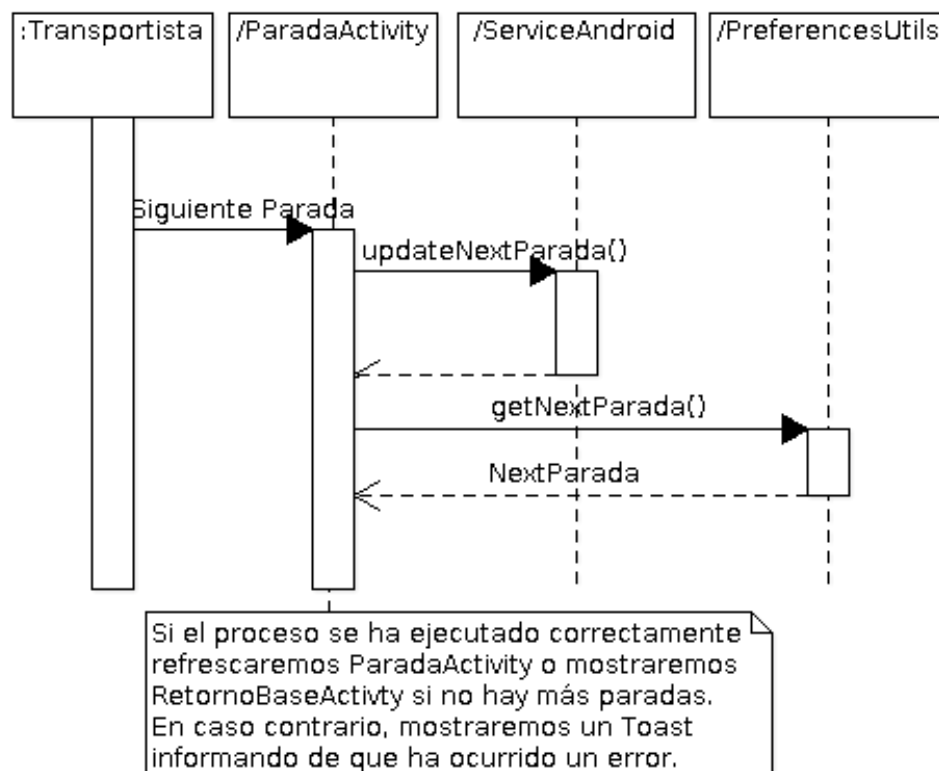 :Transportista
/ParadaActivity
/ServiceAndroid
/PreferencesUtils
Siguiente Parada
updateNextParada()
getNextParada()
NextParada
Si el proceso se ha ejecutado correctamente
refrescaremos ParadaActivity o mostraremos
RetornoBaseActivty si no hay más paradas.
En caso contrario, mostraremos un Toast
informando de que ha ocurrido un error.